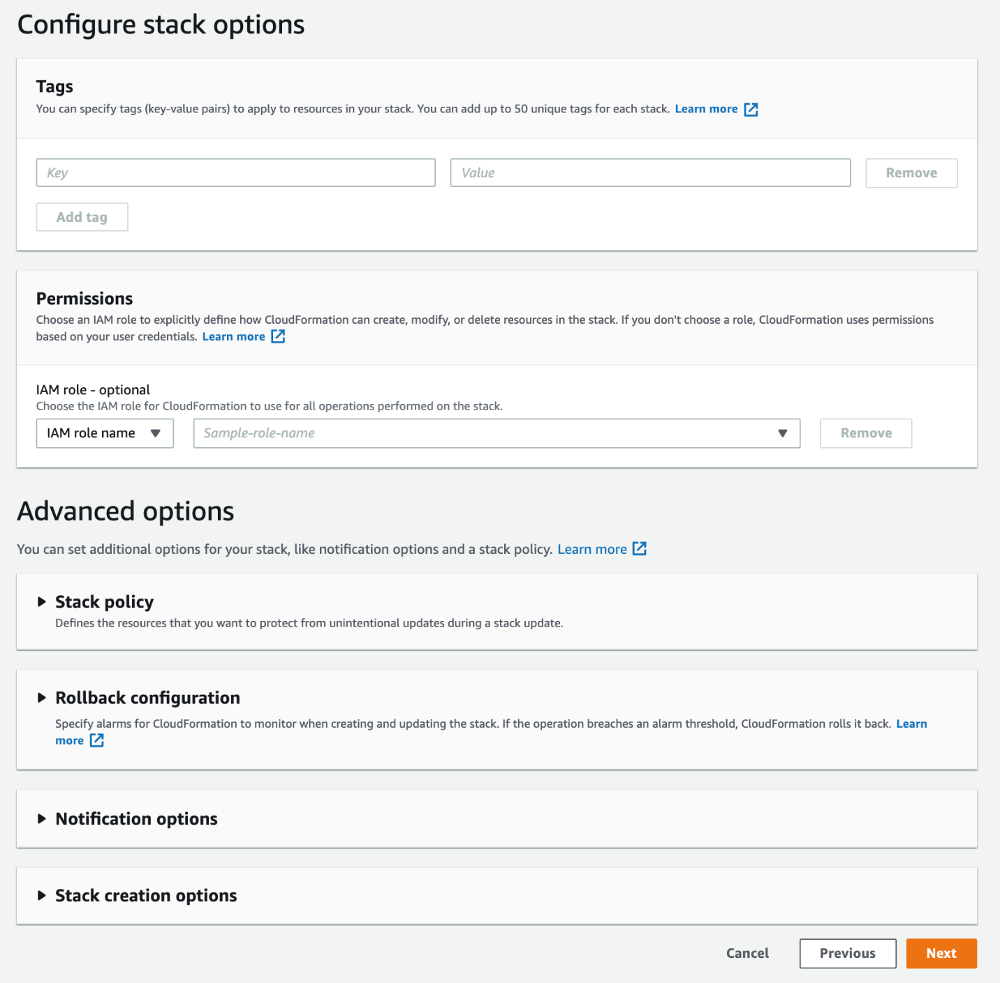 Configure stack options
Tags
You can specify tags (key-value pairs) to apply to resources in your stack. You can add up to 50 unique tags for each stack. Learn more
Key
Value
Remove
Add tag
Permissions
Choose an IAM role to explicitly define how CloudFormation can create, modify, or delete resources in the stack. If you don't choose a role, CloudFormation uses permissions
based on your user credentials. Learn more
IAM role - optional
Choose the IAM role for CloudFormation to use for all operations performed on the stack.
IAM role name
Sample-role-name
Remove
Advanced options
You can set additional options for your stack, like notification options and a stack policy. Learn more
Stack policy
Defines the resources that you want to protect from unintentional updates during a stack update.
Rollback configuration
Specify alarms for CloudFormation to monitor when creating and updating the stack. If the operation breaches an alarm threshold, CloudFormation rolls it back. Learn
more
Notification options
Stack creation options
Cancel
Previous
Next